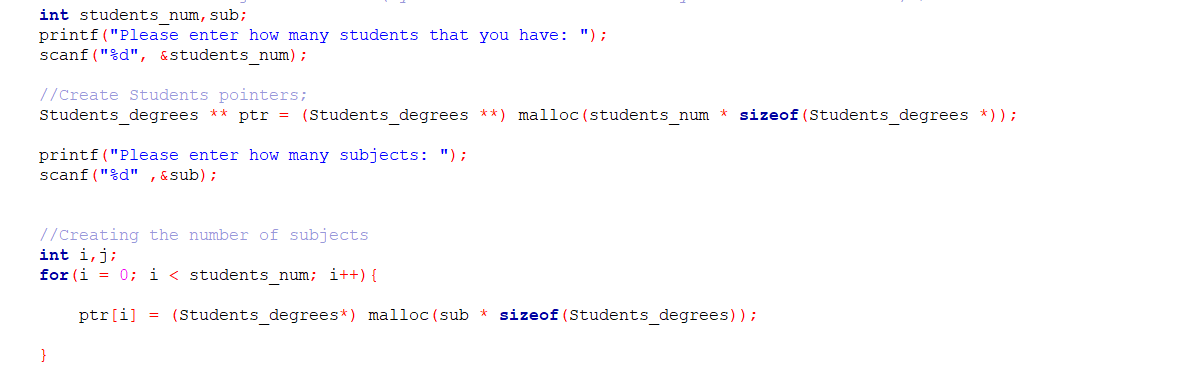 int students_num,sub;
printf("Please enter how many students that you have: ");
scanf("%d", &students_num);
//Create Students pointers;
Students_degrees ** ptr = (Students_degrees **) malloc(students_num * sizeof(Students_degrees *));
printf("Please enter how many subjects: ");
scanf("%d" ,&sub);
//Creating the number of subjects
int i,j;
for(i = 0; i < students_num; i++){
ptr[i] = (Students_degrees*) malloc(sub * sizeof(Students_degrees));
}